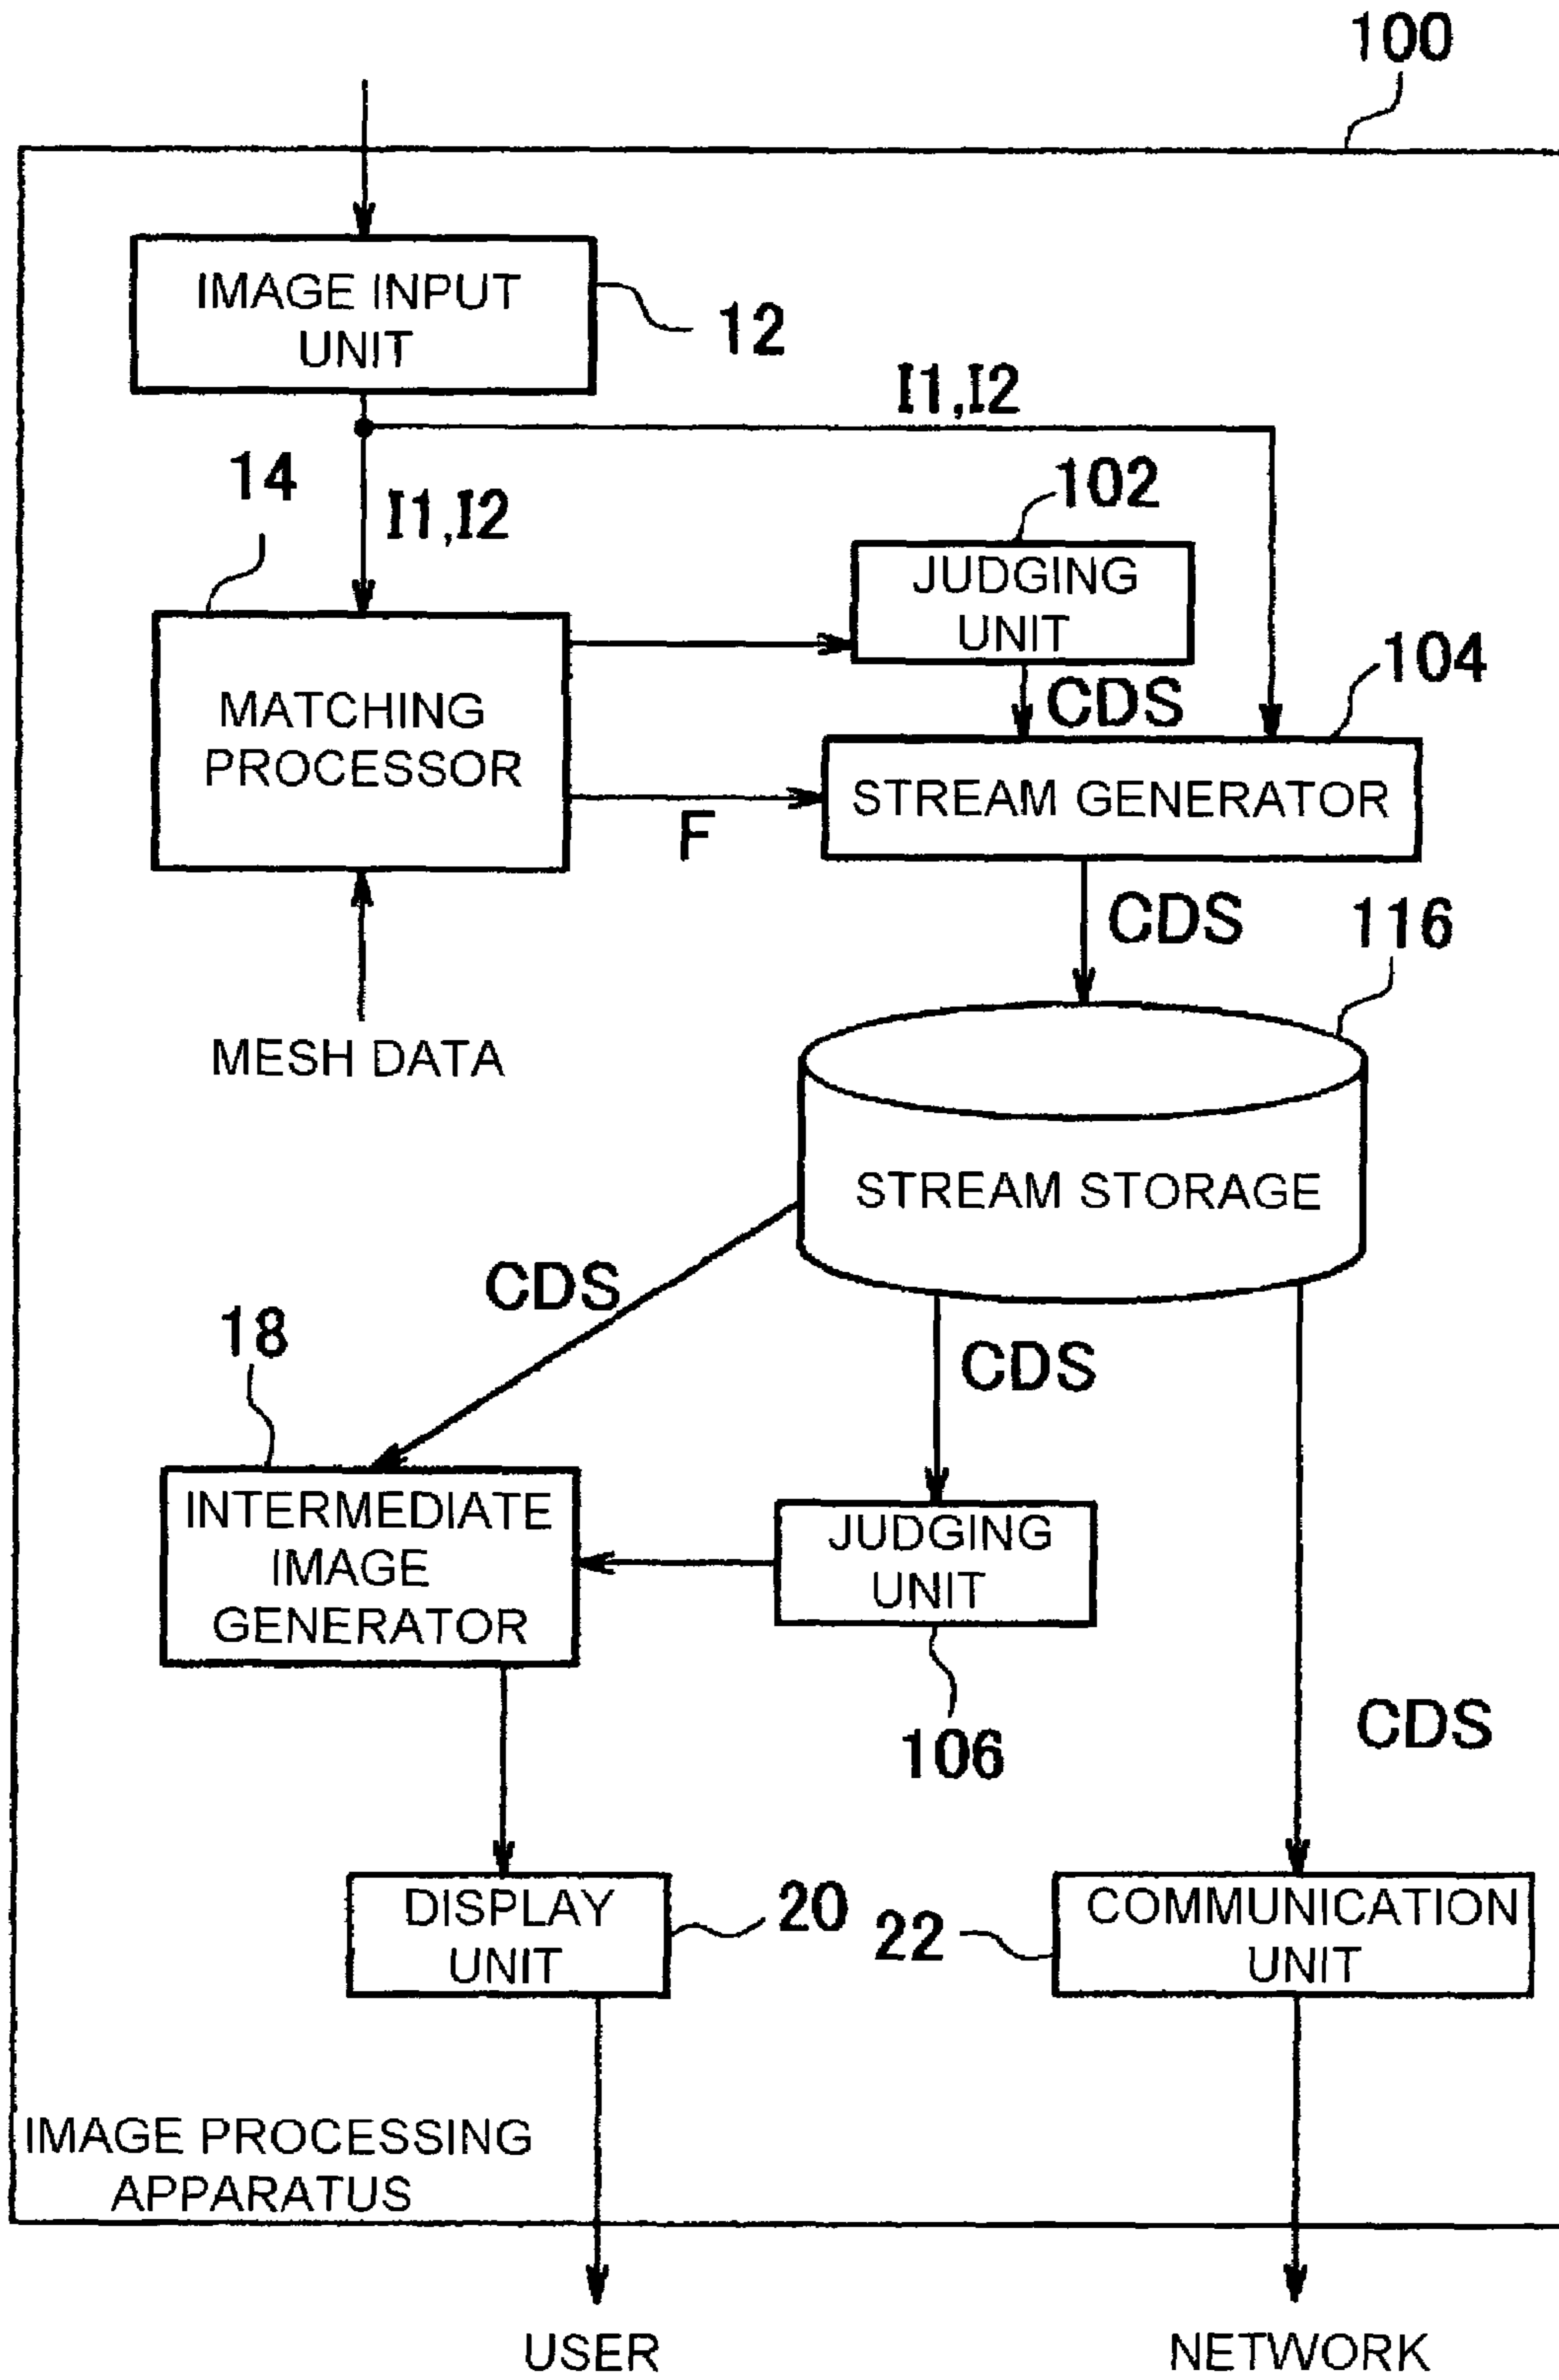 100
IMAGE INPUT
UNIT
12
I1,I2
14
I1,I2
102
JUDGING
UNIT
104
CDS
MATCHING
PROCESSOR
STREAM GENERATOR
F
CDS
116
MESH DATA
STREAM STORAGE
CDS
18
CDS
INTERMEDIATE
IMAGE
GENERATOR
JUDGING
UNIT
106
CDS
DISPLAY
UNIT
20
22
COMMUNICATION
UNIT
IMAGE PROCESSING
APPARATUS
USER
NETWORK